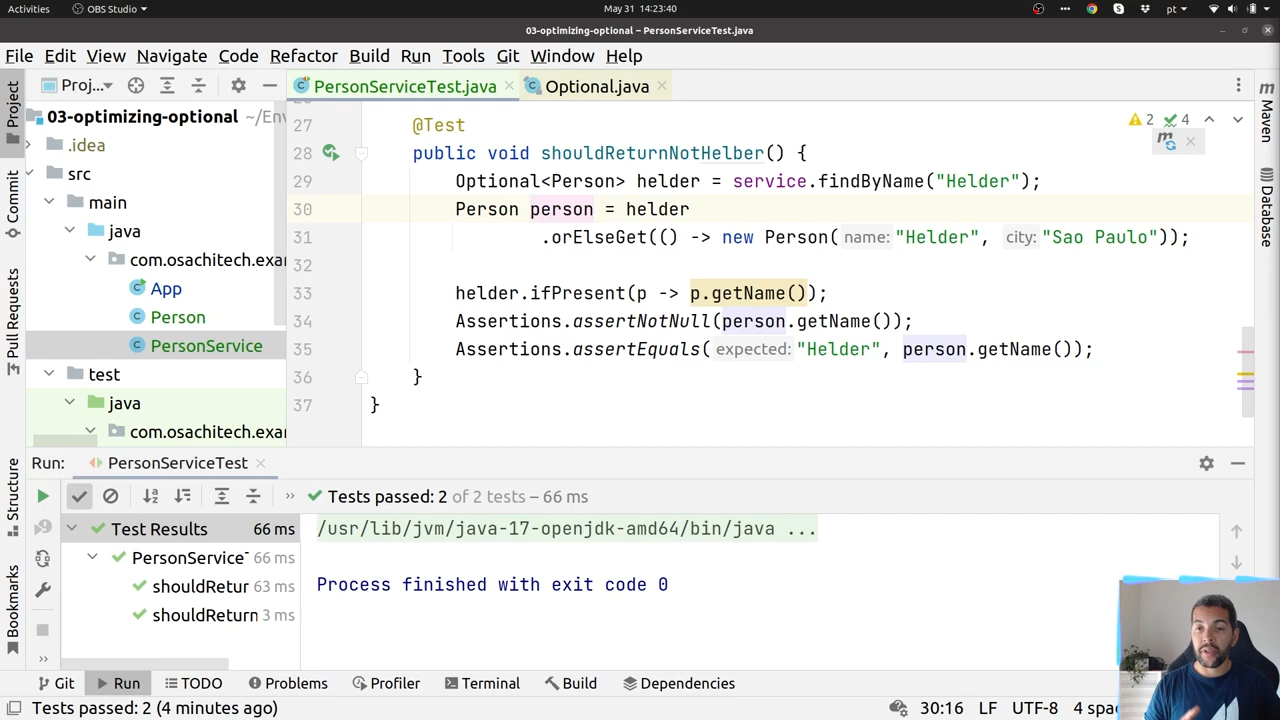 Activities
OBS Studio
May 31 14:23:40
pt
03-optimizing-optional – PersonServiceTest.java
File Edit View Navigate Code Refactor Build Run Tools Git Window Help
Project
Commit
Pull Requests
Structure
Bookmarks
Proj...
03-optimizing-optional ~/Env
.idea
src
main
java
com.osachitech.exar
App
Person
PersonService
test
java
com.osachitech.exar
PersonServiceTest.java
Optional.java
2 4
27 @Test
28 public void shouldReturnNotHelber() {
29 Optional<Person> helder = service.findByName("Helder");
30 Person person = helder
31 .orElseGet(() -> new Person( name: "Helder", city: "Sao Paulo"));
32
33 helder.ifPresent(p -> p.getName());
34 Assertions.assertNotNull(person.getName());
35 Assertions.assertEquals( expected: "Helder", person.getName());
36 }
37 }
m
Maven
Database
Run: PersonServiceTest
Tests passed: 2 of 2 tests – 66 ms
Test Results 66 ms
PersonService 66 ms
shouldRetur 63 ms
shouldReturn 3 ms
/usr/lib/jvm/java-17-openjdk-amd64/bin/java ...
Process finished with exit code 0
Git Run TODO Problems Profiler Terminal Build Dependencies
Tests passed: 2 (4 minutes ago)
30:16 LF UTF-8 4 spac